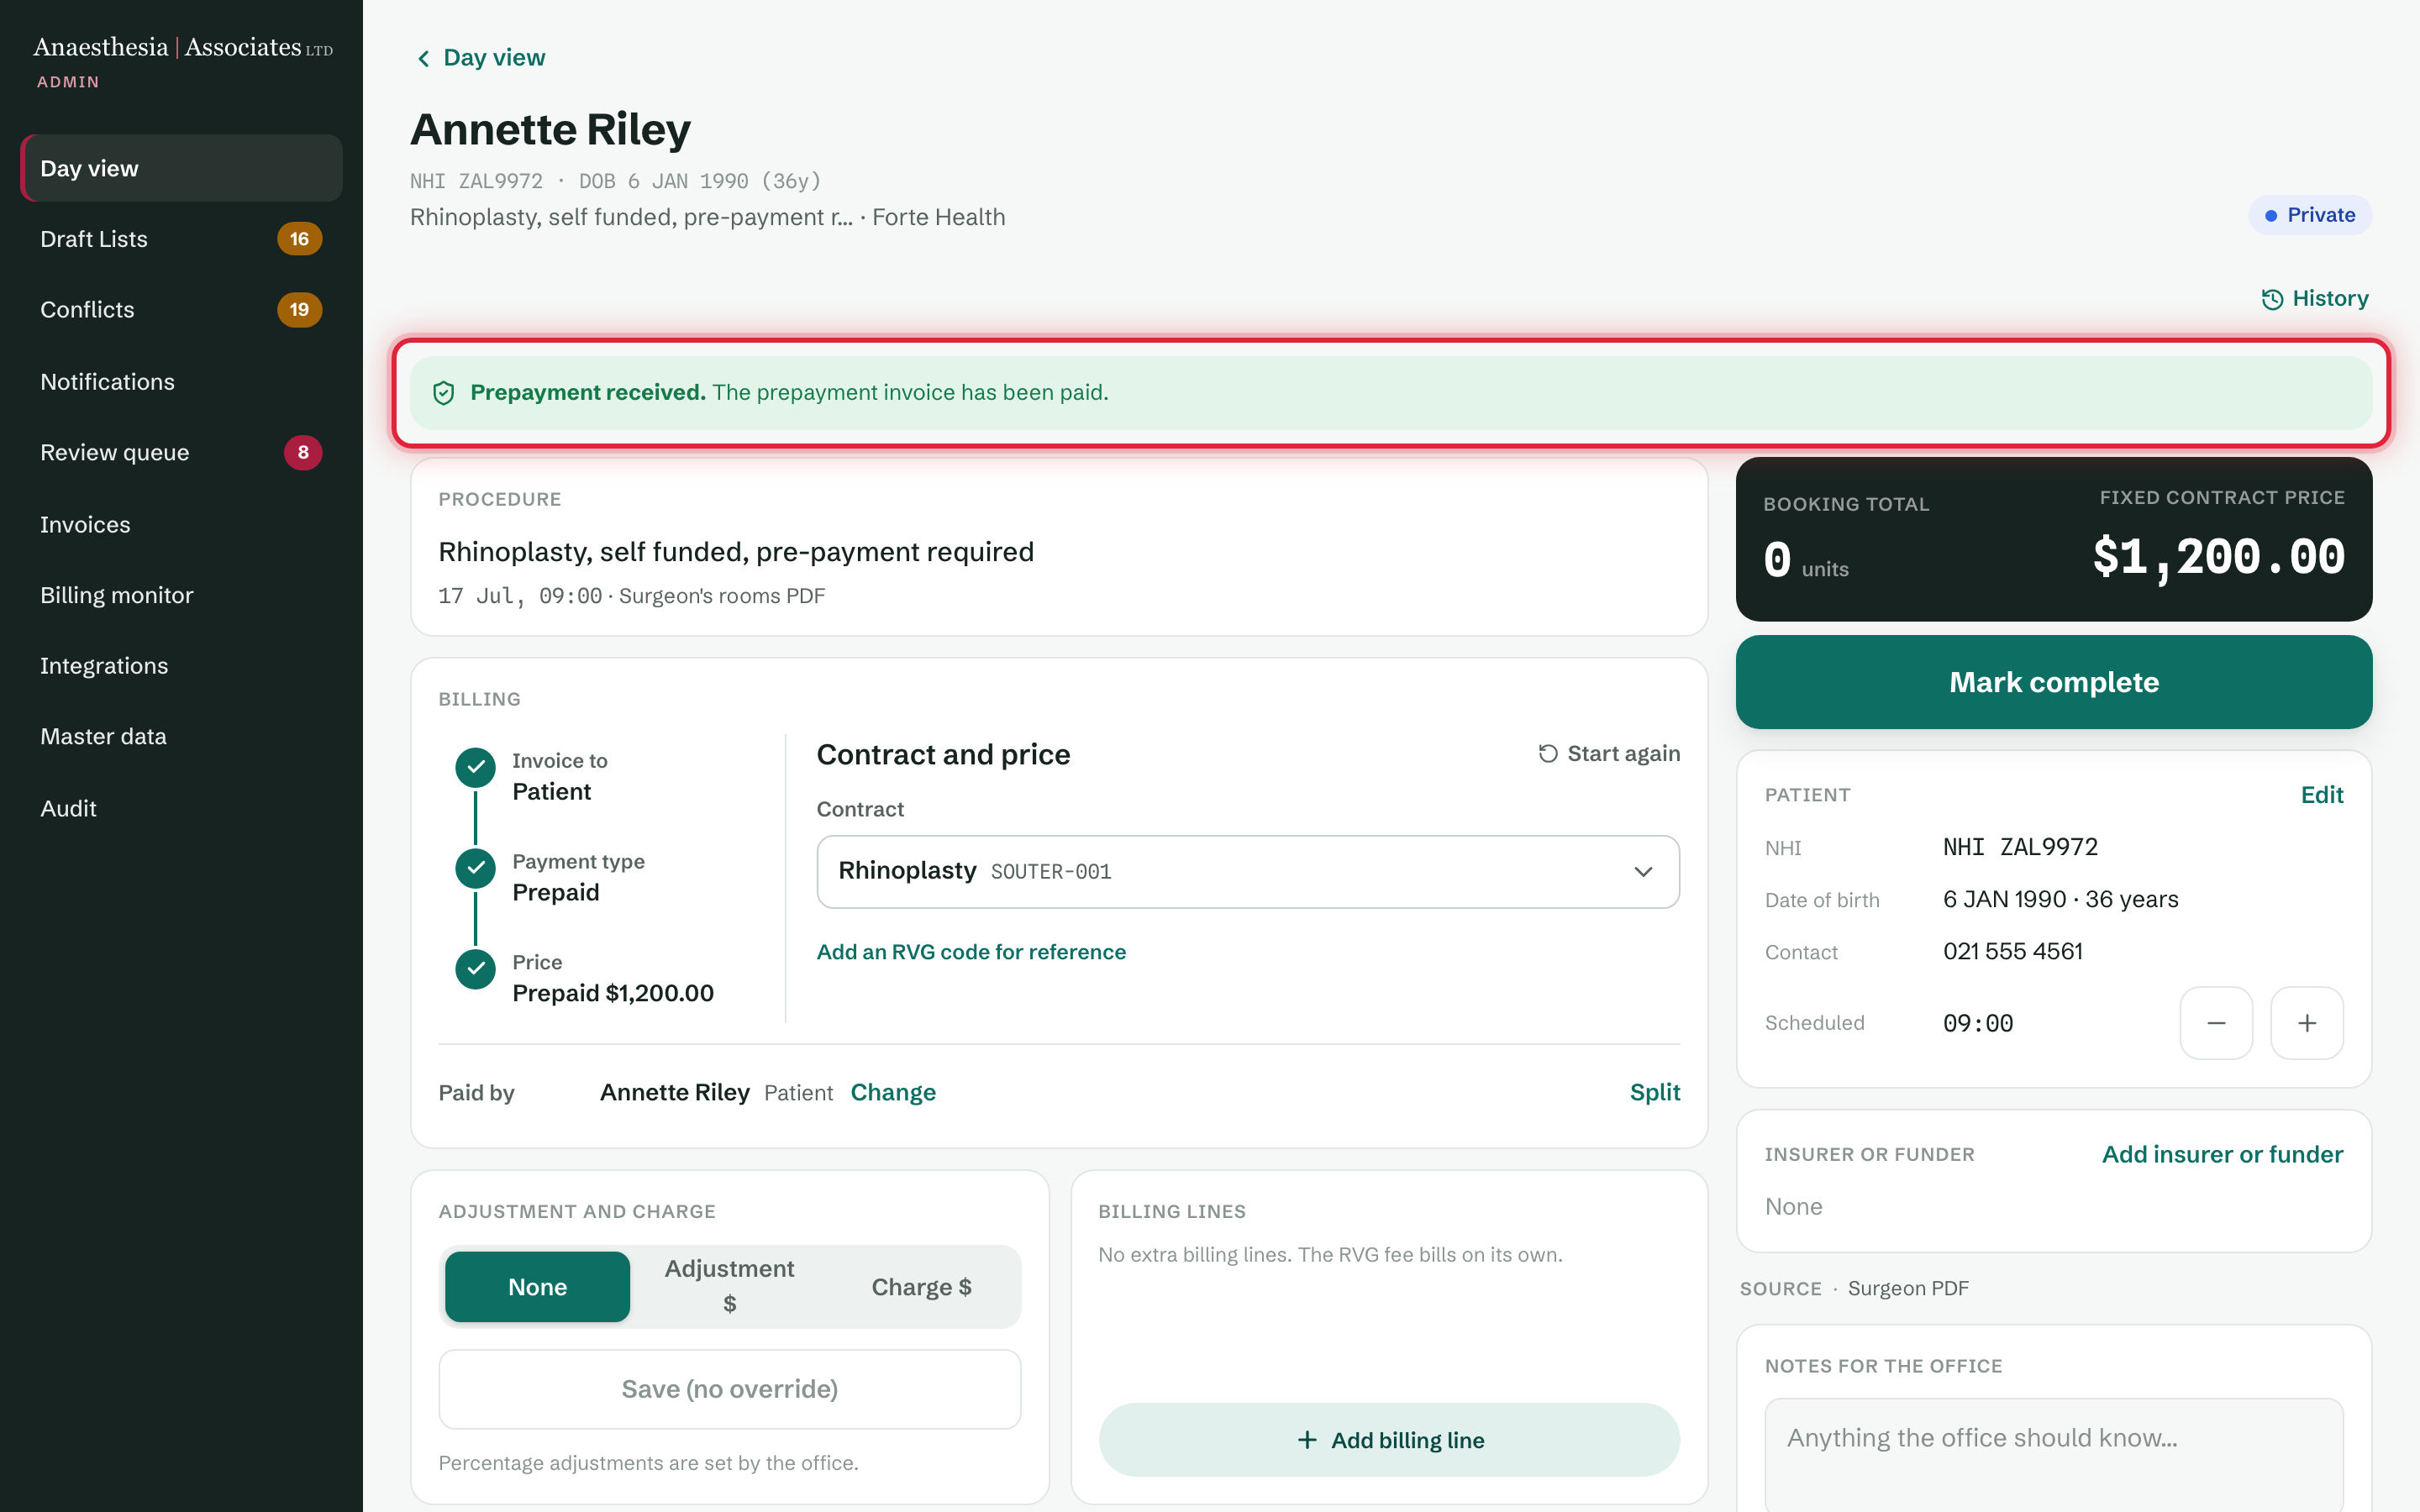 Anaesthesia | Associates LTD
ADMIN
Day view
Draft Lists 16
Conflicts 19
Notifications
Review queue 8
Invoices
Billing monitor
Integrations
Master data
Audit
Day view
Annette Riley
NHI ZAL9972 · DOB 6 JAN 1990 (36y)
Rhinoplasty, self funded, pre-payment r... · Forte Health
Private
History
Prepayment received. The prepayment invoice has been paid.
PROCEDURE
Rhinoplasty, self funded, pre-payment required
17 Jul, 09:00 · Surgeon's rooms PDF
BOOKING TOTAL
0 units
FIXED CONTRACT PRICE
$1,200.00
Mark complete
BILLING
Invoice to
Patient
Payment type
Prepaid
Price
Prepaid $1,200.00
Contract and price
Start again
Contract
Rhinoplasty SOUTER-001
Add an RVG code for reference
Paid by Annette Riley Patient Change Split
PATIENT Edit
NHI NHI ZAL9972
Date of birth 6 JAN 1990 · 36 years
Contact 021 555 4561
Scheduled 09:00
INSURER OR FUNDER Add insurer or funder
None
SOURCE · Surgeon PDF
NOTES FOR THE OFFICE
Anything the office should know...
ADJUSTMENT AND CHARGE
None
Adjustment
$
Charge $
Save (no override)
Percentage adjustments are set by the office.
BILLING LINES
No extra billing lines. The RVG fee bills on its own.
Add billing line